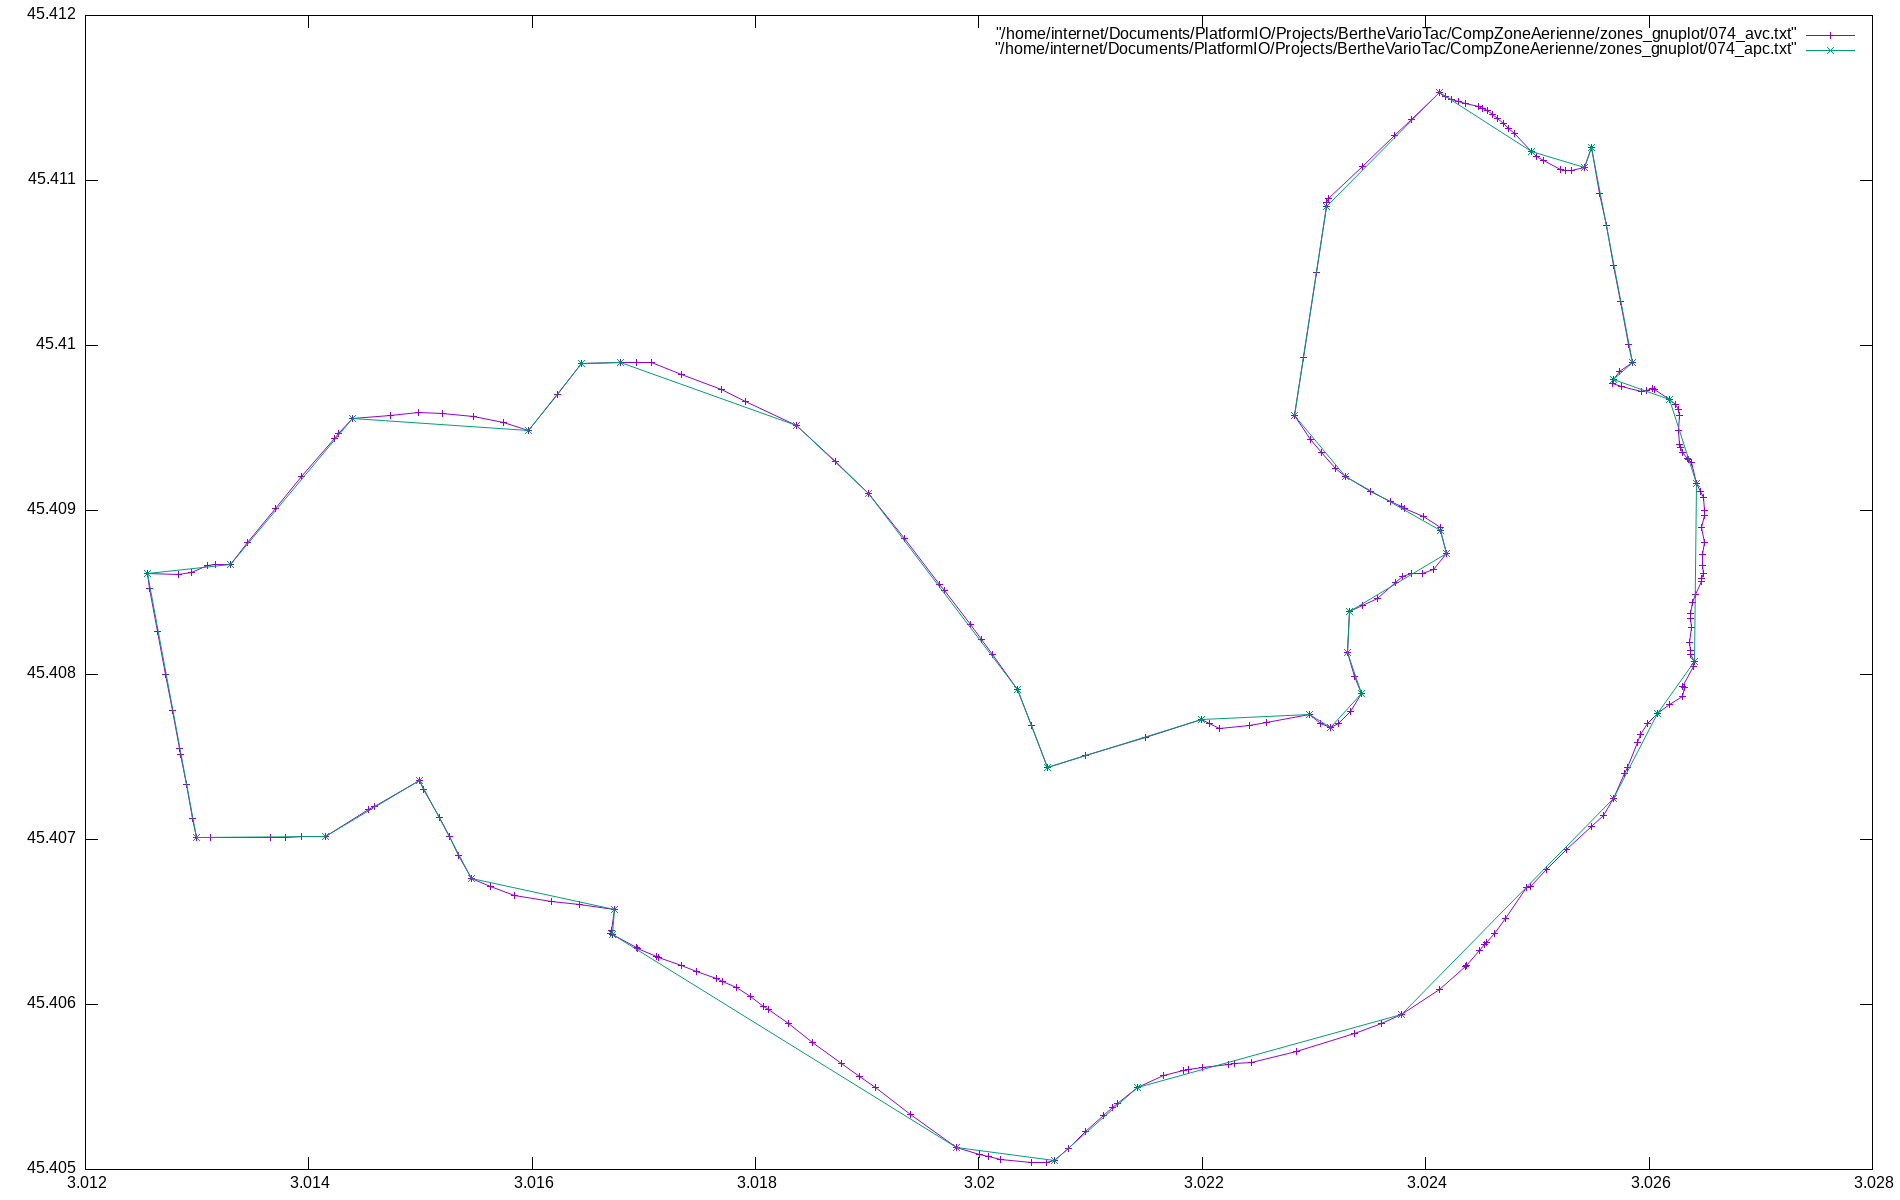 45.412
"/home/internet/Documents/PlatformIO/Projects/BertheVarioTac/CompZoneAerienne/zones_gnuplot/074_avc.txt"
"/home/internet/Documents/PlatformIO/Projects/BertheVarioTac/CompZoneAerienne/zones_gnuplot/074_apc.txt"
45.411
45.41
45.409
45.408
45.407
45.406
45.405
3.012 3.014 3.016 3.018 3.02 3.022 3.024 3.026 3.028